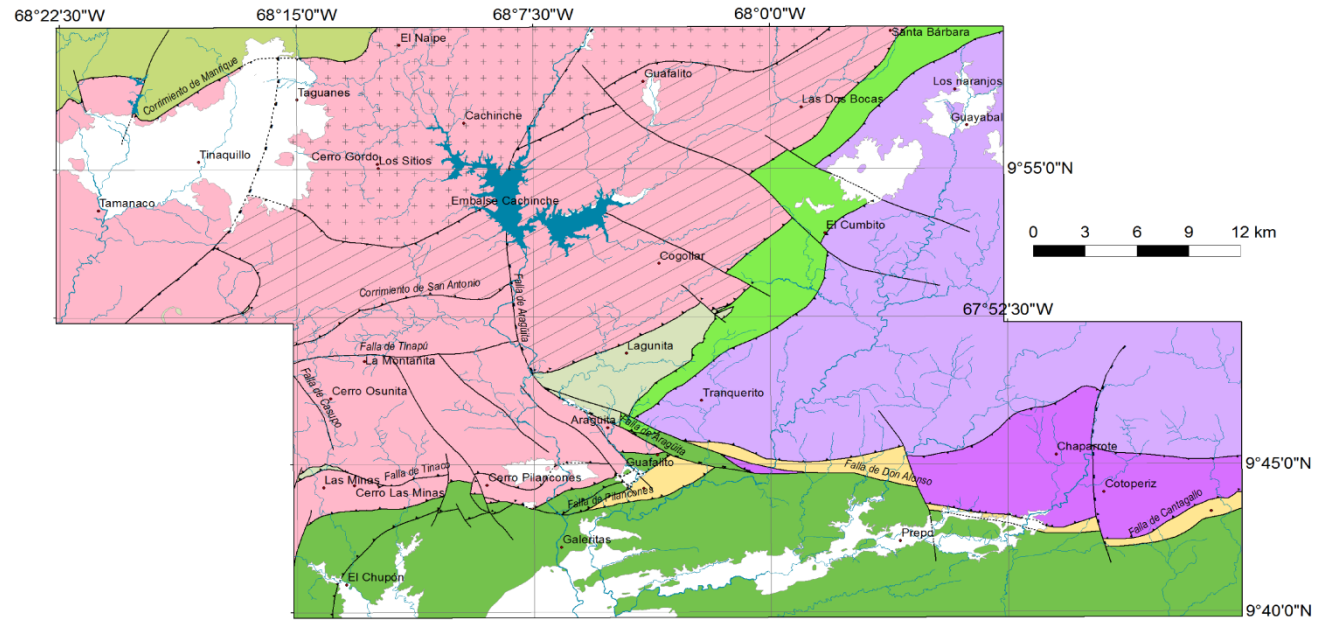 68°22'30"W 68°15'0"W 68°7'30"W 68°0'0"W
El Naipe
Santa Bárbara
Corrimiento de Manrique
Guafalito
Los naranjos
Taguanes
Las Dos Bocas
Cachinche
Guayabal
Tinaquillo
Cerro Gordo
Los Sitios
9°55'0"N
Tamanaco
Embalse Cachinche
El Cumbito
0 3 6 9 12 km
Cogollar
Falla de Aragüita
Corrimiento de San Antonio
67°52'30"W
Falla de Tinapú
Lagunita
La Montañita
Falla de Casupo
Cerro Osunita
Tranquerito
Aragüita
Falla de Aragüita
Chaparrote
Guafalito
Falla de Don Alonso
9°45'0"N
Falla de Tinaco
Las Minas
Cerro Pilancones
Cerro Las Minas
Cotoperiz
Falla de Pilancones
Falla de Cantagallo
Galeritas
Prepo
El Chupón
9°40'0"N